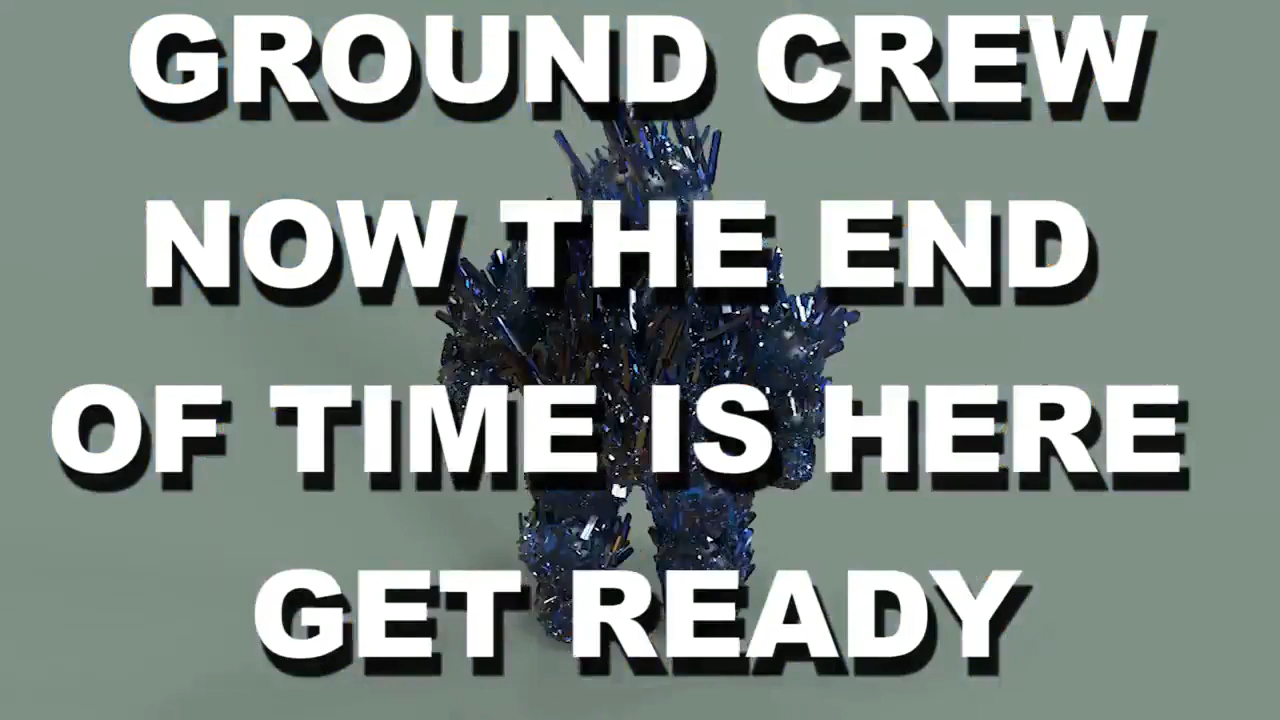 GROUND CREW
NOW THE END
OF TIME IS HERE
GET READY